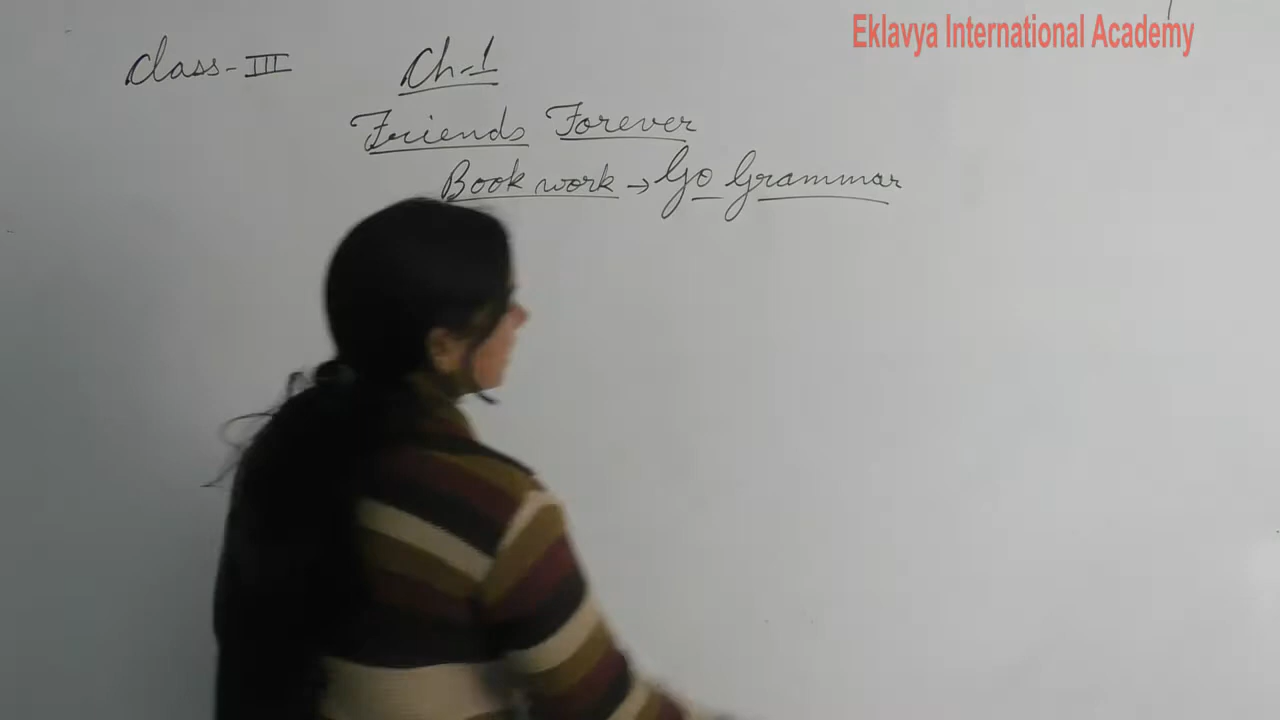 Eklavya International Academy
Class-III Ch-1
Friends Forever
Book work → Go Grammar